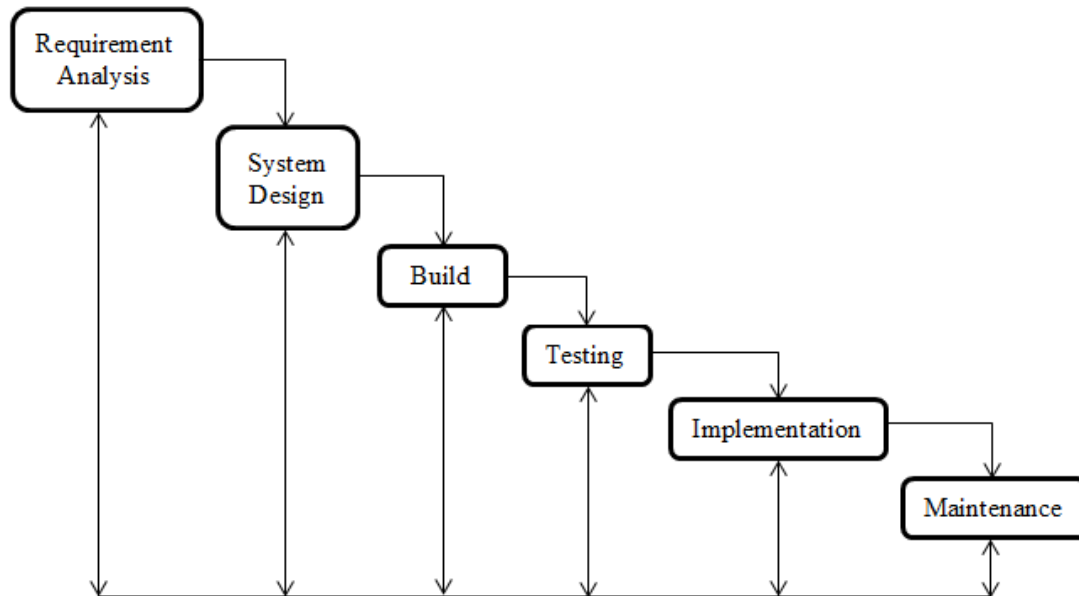 Requirement
Analysis
System
Design
Build
Testing
Implementation
Maintenance